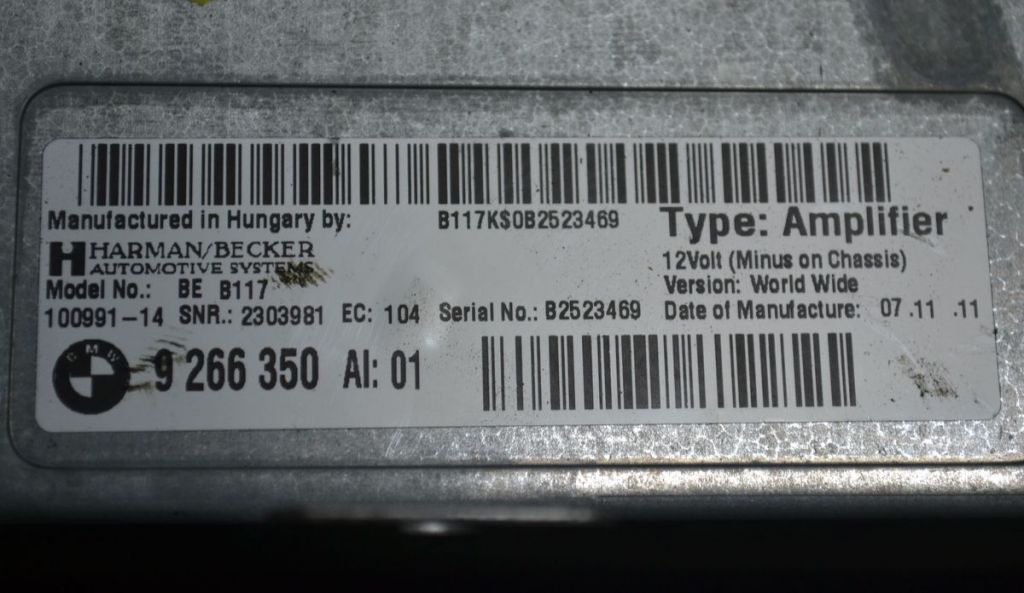 Manufactured in Hungary by:
B117K$0B2523469
Type: Amplifier
HARMAN/BECKER
AUTOMOTIVE SYSTEMS
12Volt (Minus on Chassis)
Model No.: BE B117
Version: World Wide
100991-14 SNR.: 2303981 EC: 104 Serial No.: B2523469 Date of Manufacture: 07.11.11
BMW
9 266 350 AI: 01